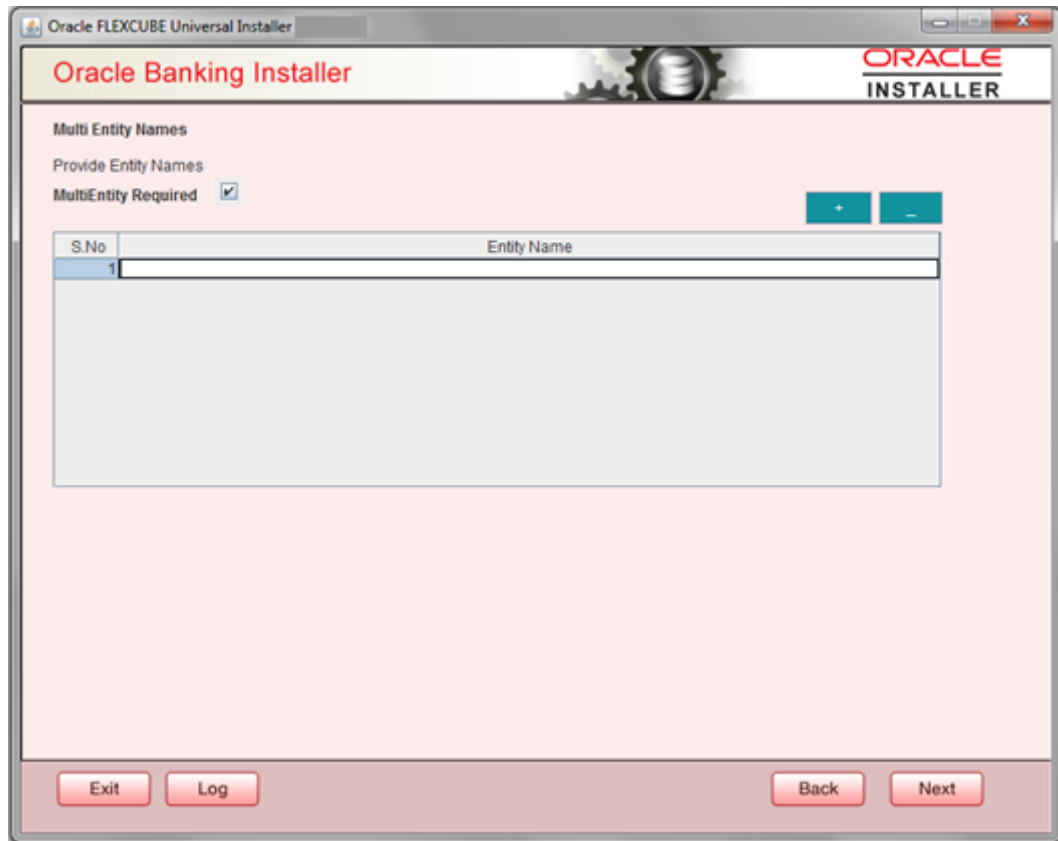 Oracle FLEXCUBE Universal Installer
Oracle Banking Installer
ORACLE
INSTALLER
Multi Entity Names
Provide Entity Names
MultiEntity Required
+ _
S.No Entity Name
1
Exit Log Back Next